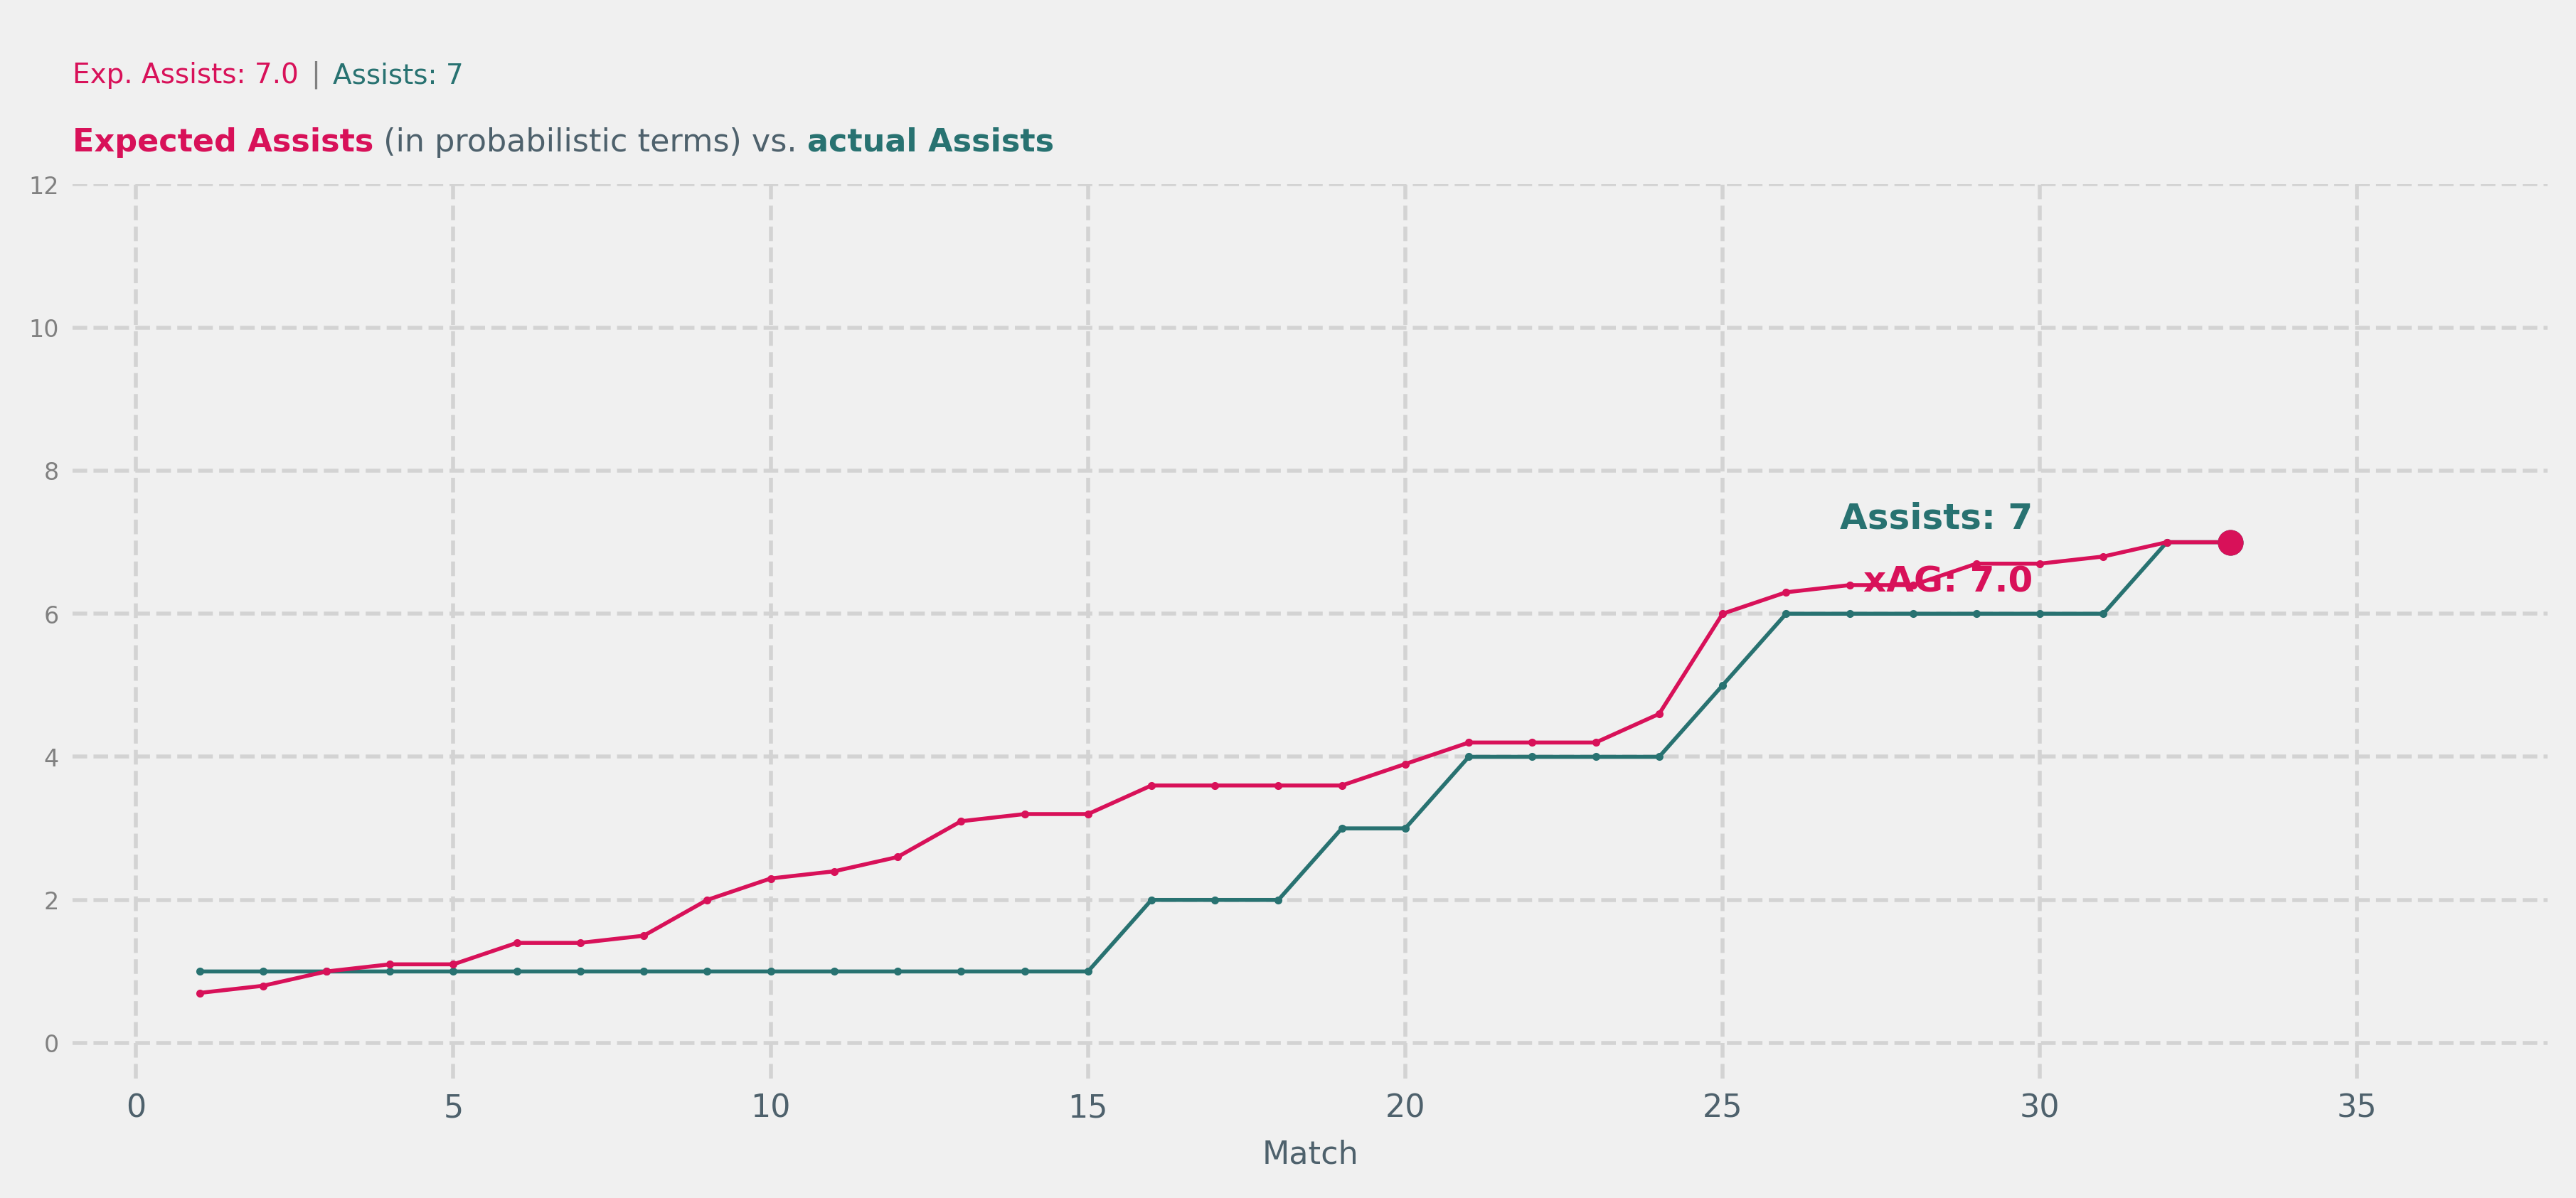 Exp. Assists: 7.0 | Assists: 7
Expected Assists (in probabilistic terms) vs. actual Assists
12
10
8
Assists: 7
xAG: 7.0
6
4
2
0
0 5 10 15 20 25 30 35
Match